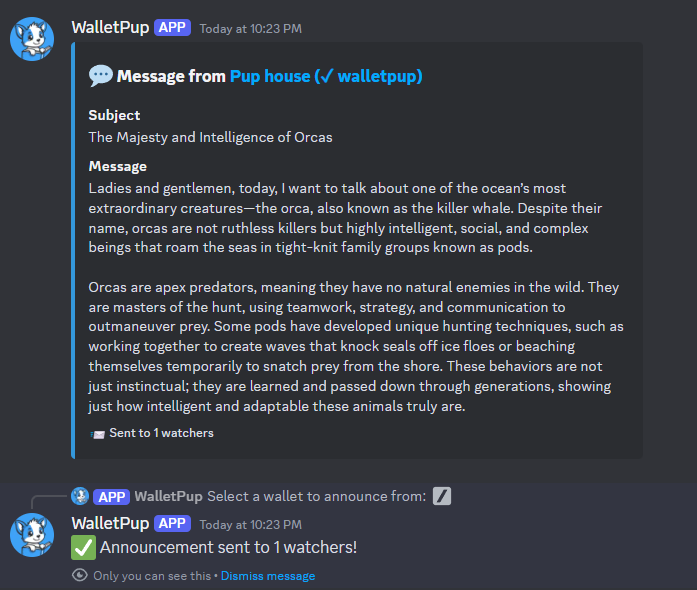 WalletPup APP Today at 10:23 PM
💬 Message from Pup house (✓ walletpup)
Subject
The Majesty and Intelligence of Orcas
Message
Ladies and gentlemen, today, I want to talk about one of the ocean's most
extraordinary creatures—the orca, also known as the killer whale. Despite their
name, orcas are not ruthless killers but highly intelligent, social, and complex
beings that roam the seas in tight-knit family groups known as pods.
Orcas are apex predators, meaning they have no natural enemies in the wild. They
are masters of the hunt, using teamwork, strategy, and communication to
outmaneuver prey. Some pods have developed unique hunting techniques, such as
working together to create waves that knock seals off ice floes or beaching
themselves temporarily to snatch prey from the shore. These behaviors are not
just instinctual; they are learned and passed down through generations, showing
just how intelligent and adaptable these animals truly are.
📨 Sent to 1 watchers
APP WalletPup Select a wallet to announce from:
WalletPup APP Today at 10:23 PM
✅ Announcement sent to 1 watchers!
Only you can see this • Dismiss message